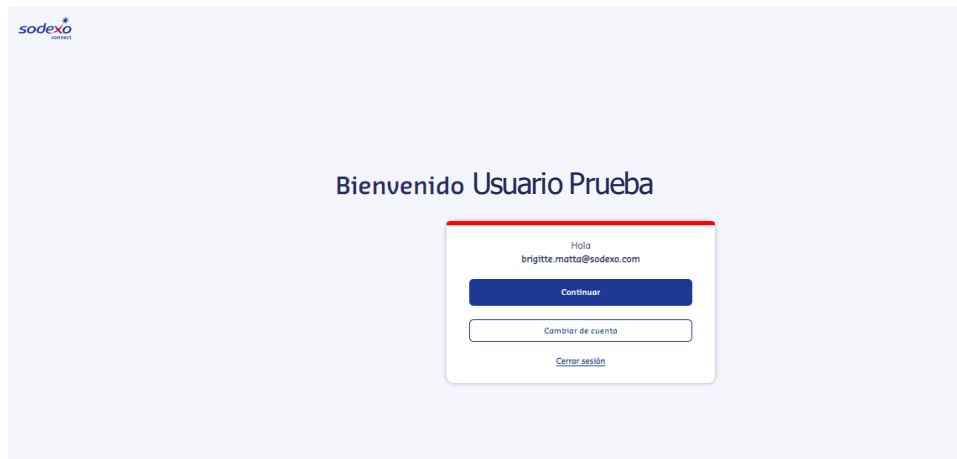 sodexo
connect
Bienvenido Usuario Prueba
Hola
brigitte.matta@sodexo.com
Continuar
Cambiar de cuenta
Cerrar sesión